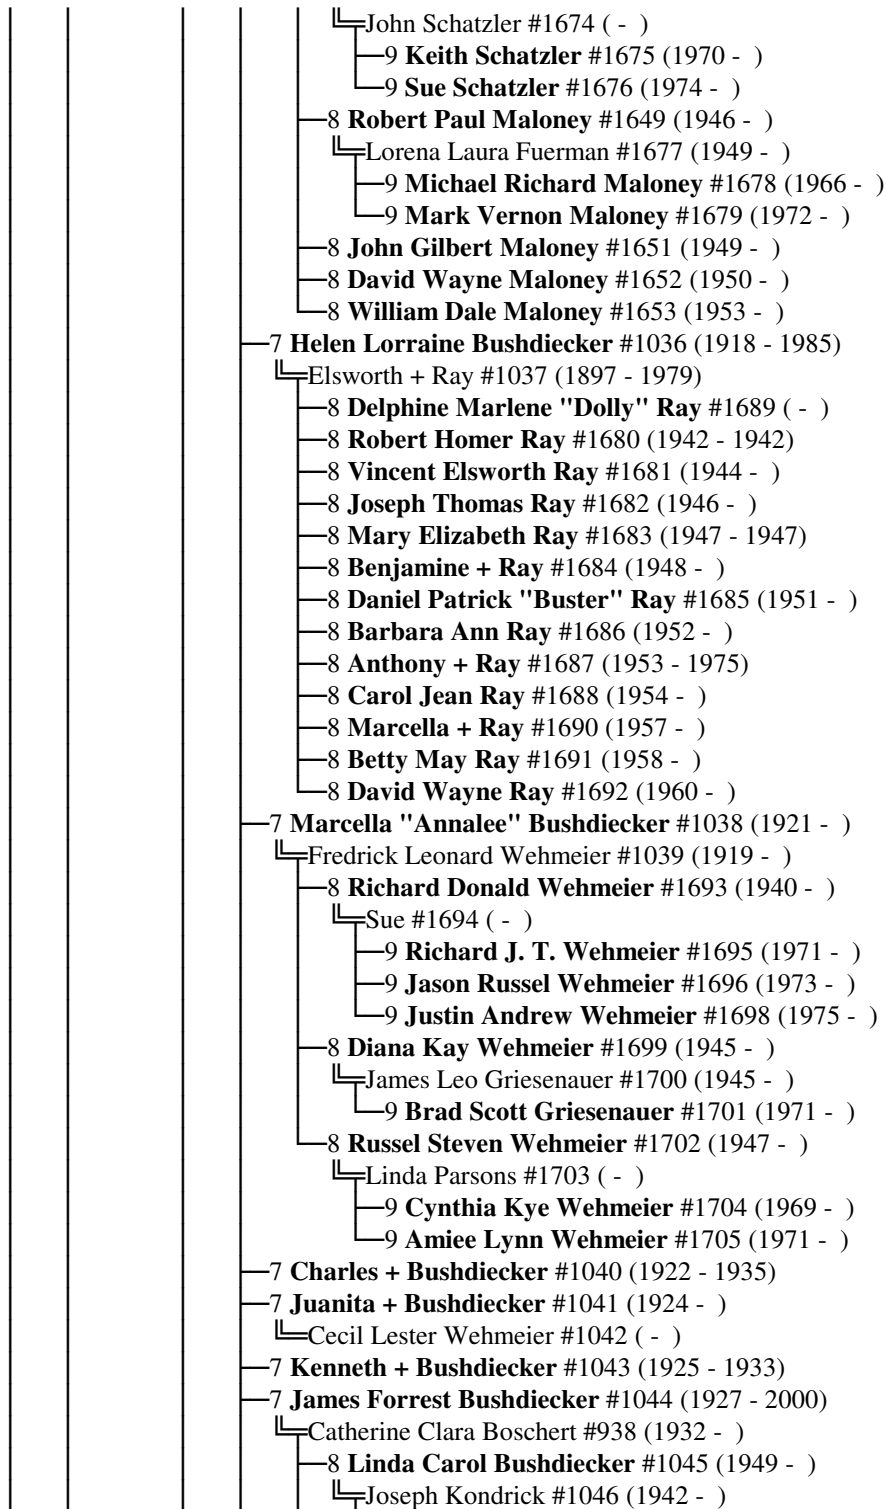 John Schatzler #1674 ( - )
9 Keith Schatzler #1675 (1970 - )
9 Sue Schatzler #1676 (1974 - )
8 Robert Paul Maloney #1649 (1946 - )
Lorena Laura Fuerman #1677 (1949 - )
9 Michael Richard Maloney #1678 (1966 - )
9 Mark Vernon Maloney #1679 (1972 - )
8 John Gilbert Maloney #1651 (1949 - )
8 David Wayne Maloney #1652 (1950 - )
8 William Dale Maloney #1653 (1953 - )
7 Helen Lorraine Bushdiecker #1036 (1918 - 1985)
Elsworth + Ray #1037 (1897 - 1979)
8 Delphine Marlene "Dolly" Ray #1689 ( - )
8 Robert Homer Ray #1680 (1942 - 1942)
8 Vincent Elsworth Ray #1681 (1944 - )
8 Joseph Thomas Ray #1682 (1946 - )
8 Mary Elizabeth Ray #1683 (1947 - 1947)
8 Benjamine + Ray #1684 (1948 - )
8 Daniel Patrick "Buster" Ray #1685 (1951 - )
8 Barbara Ann Ray #1686 (1952 - )
8 Anthony + Ray #1687 (1953 - 1975)
8 Carol Jean Ray #1688 (1954 - )
8 Marcella + Ray #1690 (1957 - )
8 Betty May Ray #1691 (1958 - )
8 David Wayne Ray #1692 (1960 - )
7 Marcella "Annalee" Bushdiecker #1038 (1921 - )
Fredrick Leonard Wehmeier #1039 (1919 - )
8 Richard Donald Wehmeier #1693 (1940 - )
Sue #1694 ( - )
9 Richard J. T. Wehmeier #1695 (1971 - )
9 Jason Russel Wehmeier #1696 (1973 - )
9 Justin Andrew Wehmeier #1698 (1975 - )
8 Diana Kay Wehmeier #1699 (1945 - )
James Leo Griesenauer #1700 (1945 - )
9 Brad Scott Griesenauer #1701 (1971 - )
8 Russel Steven Wehmeier #1702 (1947 - )
Linda Parsons #1703 ( - )
9 Cynthia Kye Wehmeier #1704 (1969 - )
9 Amiee Lynn Wehmeier #1705 (1971 - )
7 Charles + Bushdiecker #1040 (1922 - 1935)
7 Juanita + Bushdiecker #1041 (1924 - )
Cecil Lester Wehmeier #1042 ( - )
7 Kenneth + Bushdiecker #1043 (1925 - 1933)
7 James Forrest Bushdiecker #1044 (1927 - 2000)
Catherine Clara Boschert #938 (1932 - )
8 Linda Carol Bushdiecker #1045 (1949 - )
Joseph Kondrick #1046 (1942 - )